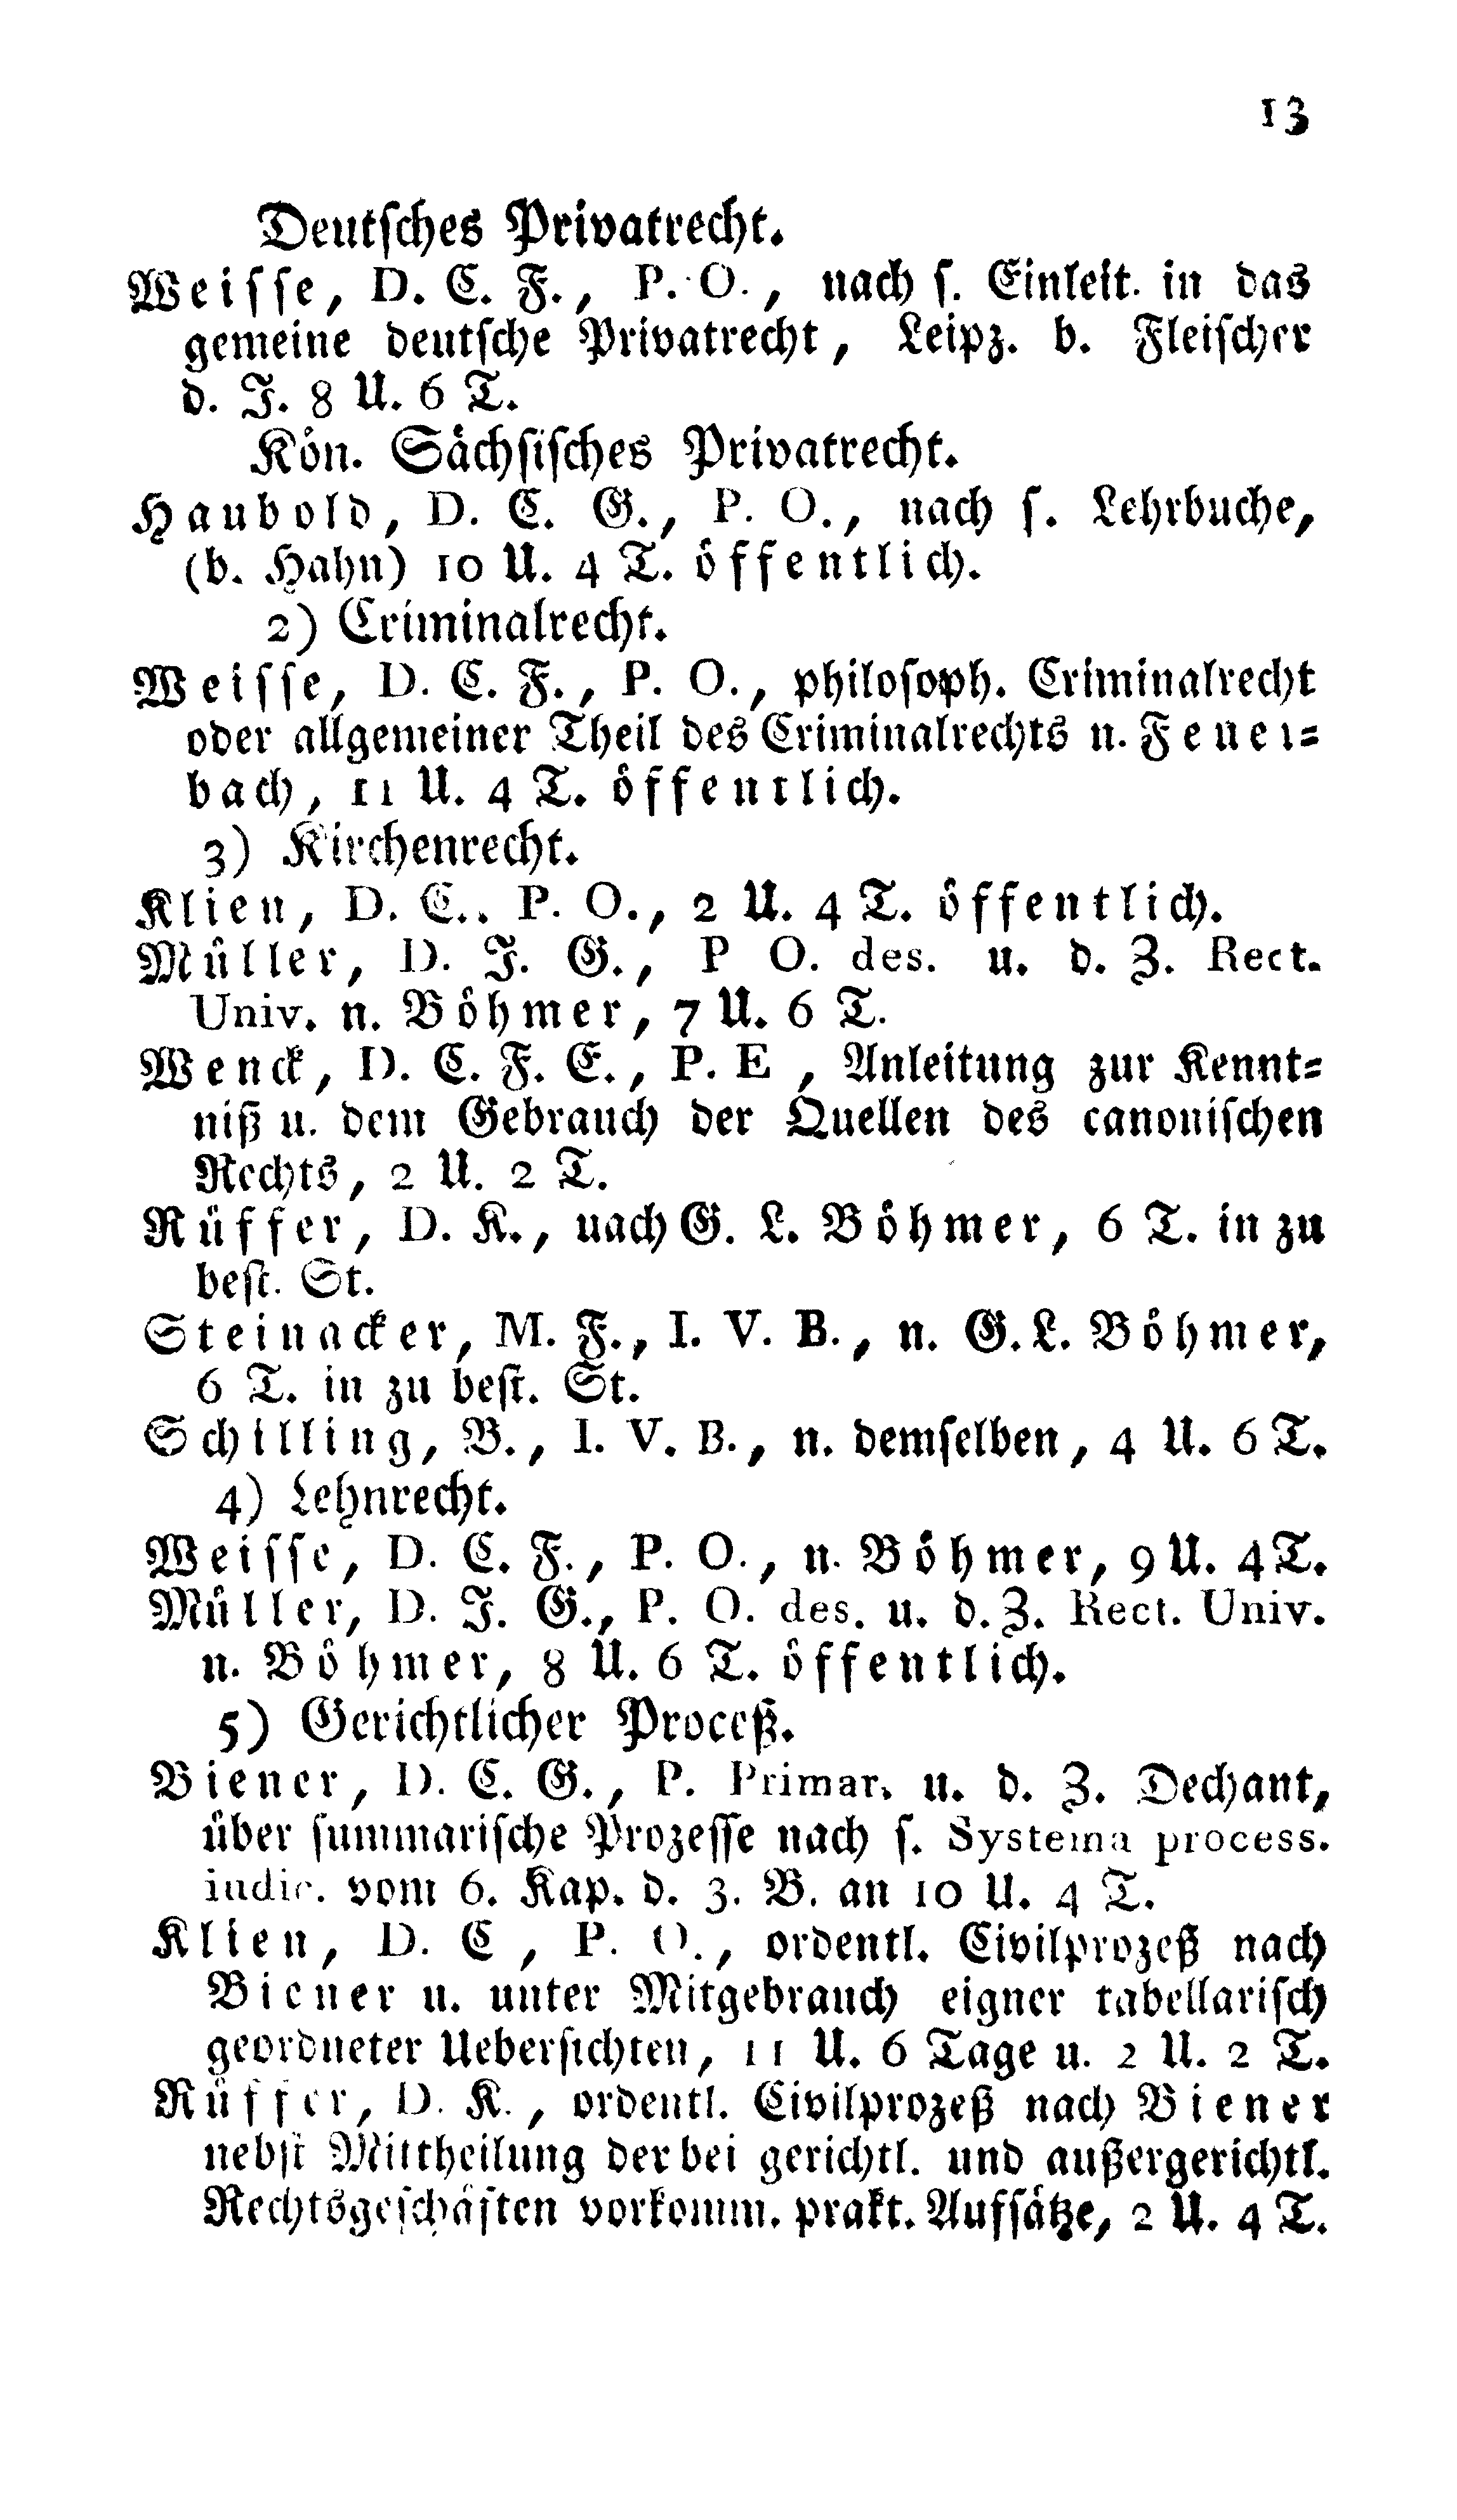 13
Deutsches Privatrecht.
Weisse, D. C. F., P. O., nach s. Einleit. in das
gemeine deutsche Privatrecht, Leipz. b. Fleischer
d. J. 8 U. 6 T.
Kön. Sächsisches Privatrecht.
Haubold, D. C. G., P. O., nach s. Lehrbuche,
(b. Hahn) 10 U. 4 T. öffentlich.
2) Criminalrecht.
Weisse, D. C. F., P. O., philosoph. Criminalrecht
oder allgemeiner Theil des Criminalrechts n. Feuer=
bach, 11 U. 4 T. öffentlich.
3) Kirchenrecht.
Klien, D. C., P. O., 2 U. 4 T. öffentlich.
Müller, D. J. G., P O. des. u. d. Z. Rect.
Univ. n. Böhmer, 7 U. 6 T.
Wenck, D. C. F. E., P. E , Anleitung zur Kennt=
niß u. dem Gebrauch der Quellen des canonischen
Rechts, 2 U. 2 T.
Rüffer, D. K., nach G. L. Böhmer, 6 T. in zu
best. St.
Steinacker, M. F., I. V. B., n. G. L. Böhmer,
6 T. in zu best. St.
Schilling, B., I. V. B., n. demselben, 4 U. 6 T.
4) Lehnrecht.
Weisse, D. C. F., P. O., n. Böhmer, 9 U. 4 T.
Müller, D. J. G., P. O. des. u. d. Z. Rect. Univ.
n. Böhmer, 8 U. 6 T. öffentlich.
5) Gerichtlicher Proceß.
Biener, D. C. G., P. Primar. u. d. Z. Dechant,
über summarische Prozesse nach s. Systema process.
iudic. vom 6. Kap. d. 3. B. an 10 U. 4 T.
Klien, D. C , P. O., ordentl. Civilprozeß nach
Biener u. unter Mitgebrauch eigner tabellarisch
geordneter Uebersichten, 11 U. 6 Tage u. 2 U. 2 T.
Rüffer, D. K., ordentl. Civilprozeß nach Biener
nebst Mittheilung der bei gerichtl. und außergerichtl.
Rechtsgeschäften vorkomm. prakt. Aufsätze, 2 U. 4 T.